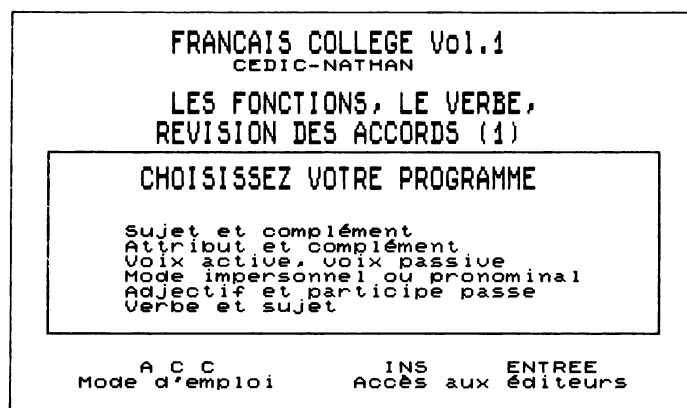 FRANCAIS COLLEGE Vol.1
CEDIC-NATHAN
LES FONCTIONS, LE VERBE,
REVISION DES ACCORDS (1)
CHOISISSEZ VOTRE PROGRAMME
Sujet et complément
Attribut et complément
Voix active, voix passive
Mode impersonnel ou pronominal
Adjectif et participe passe
Verbe et sujet
A C C INS ENTREE
Mode d'emploi Accès aux éditeurs